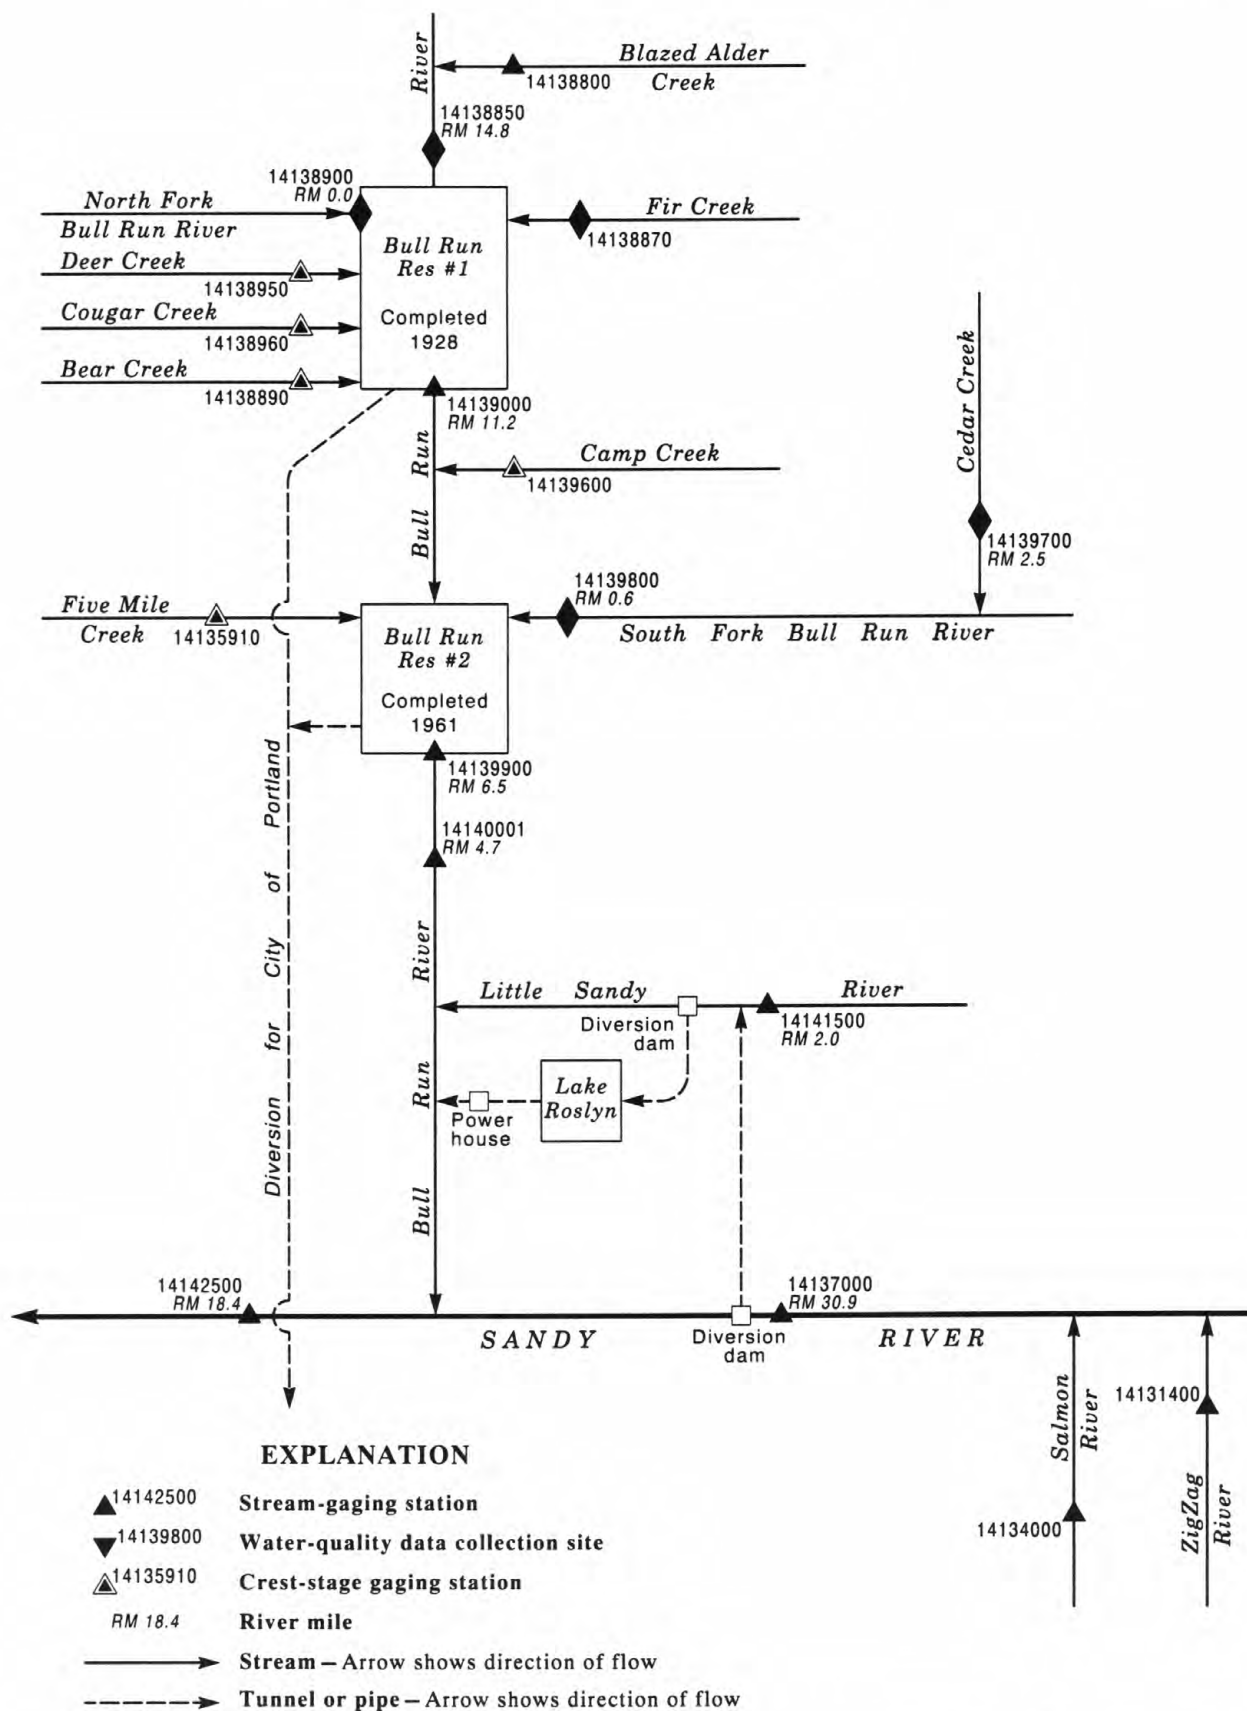 River
Blazed Alder
Creek
14138800
14138850
RM 14.8
14138900
RM 0.0
North Fork
Bull Run River
Fir Creek
14138870
Deer Creek
14138950
Cougar Creek
14138960
Bear Creek
14138890
Bull Run
Res #1
Completed
1928
14139000
RM 11.2
Bull Run
Camp Creek
14139600
Cedar Creek
14139700
RM 2.5
Five Mile
Creek
14135910
14139800
RM 0.6
South Fork Bull Run River
Bull Run
Res #2
Completed
1961
14139900
RM 6.5
14140001
RM 4.7
Diversion for City of Portland
Bull Run River
Little Sandy River
14141500
RM 2.0
Diversion
dam
Lake
Roslyn
Power
house
14142500
RM 18.4
14137000
RM 30.9
SANDY RIVER
Diversion
dam
Salmon
River
14134000
14131400
ZigZag
River
EXPLANATION
14142500 Stream-gaging station
14139800 Water-quality data collection site
14135910 Crest-stage gaging station
RM 18.4 River mile
Stream – Arrow shows direction of flow
Tunnel or pipe – Arrow shows direction of flow